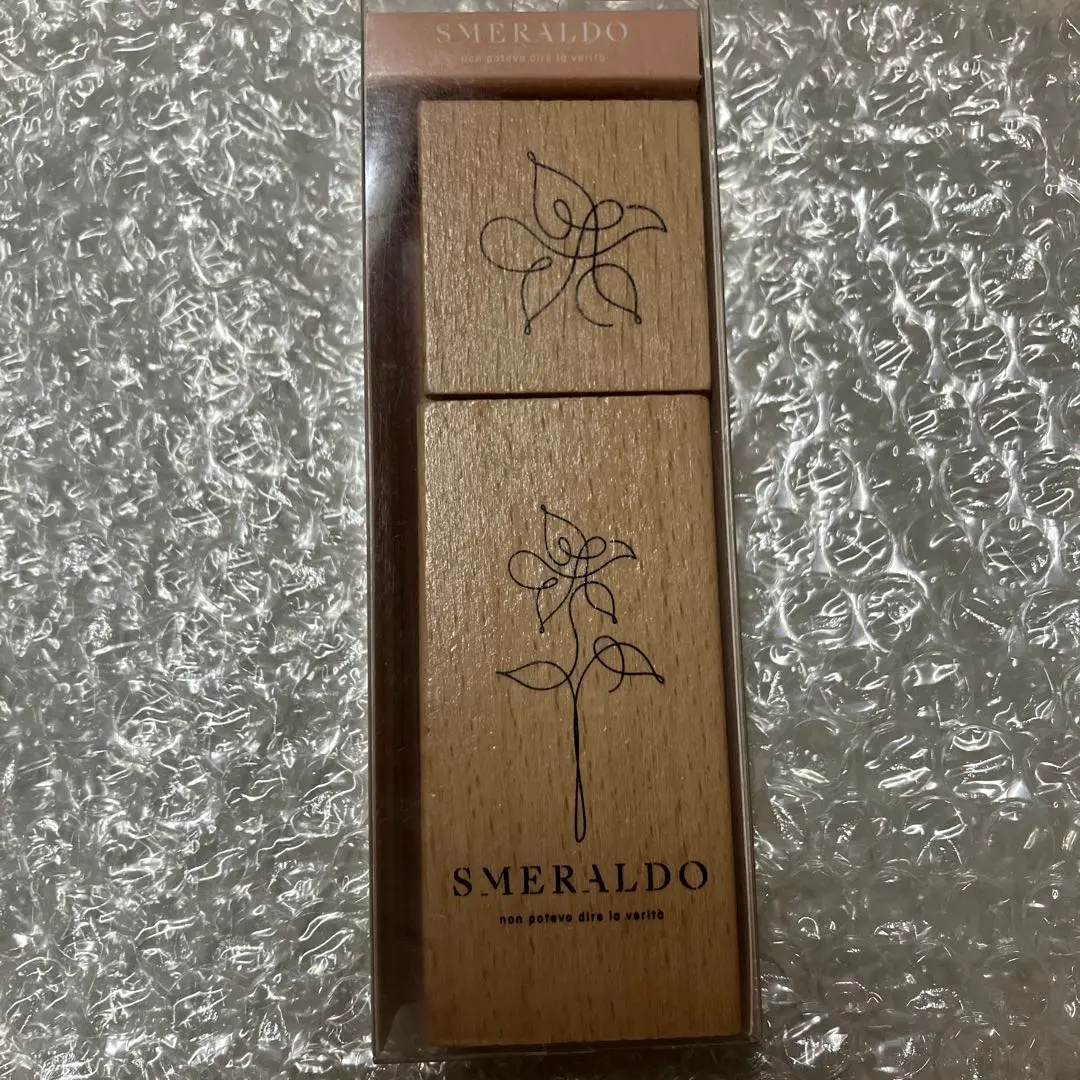 SMERALDO
non poteva dire la verità
SMERALDO
non poteva dire la verità